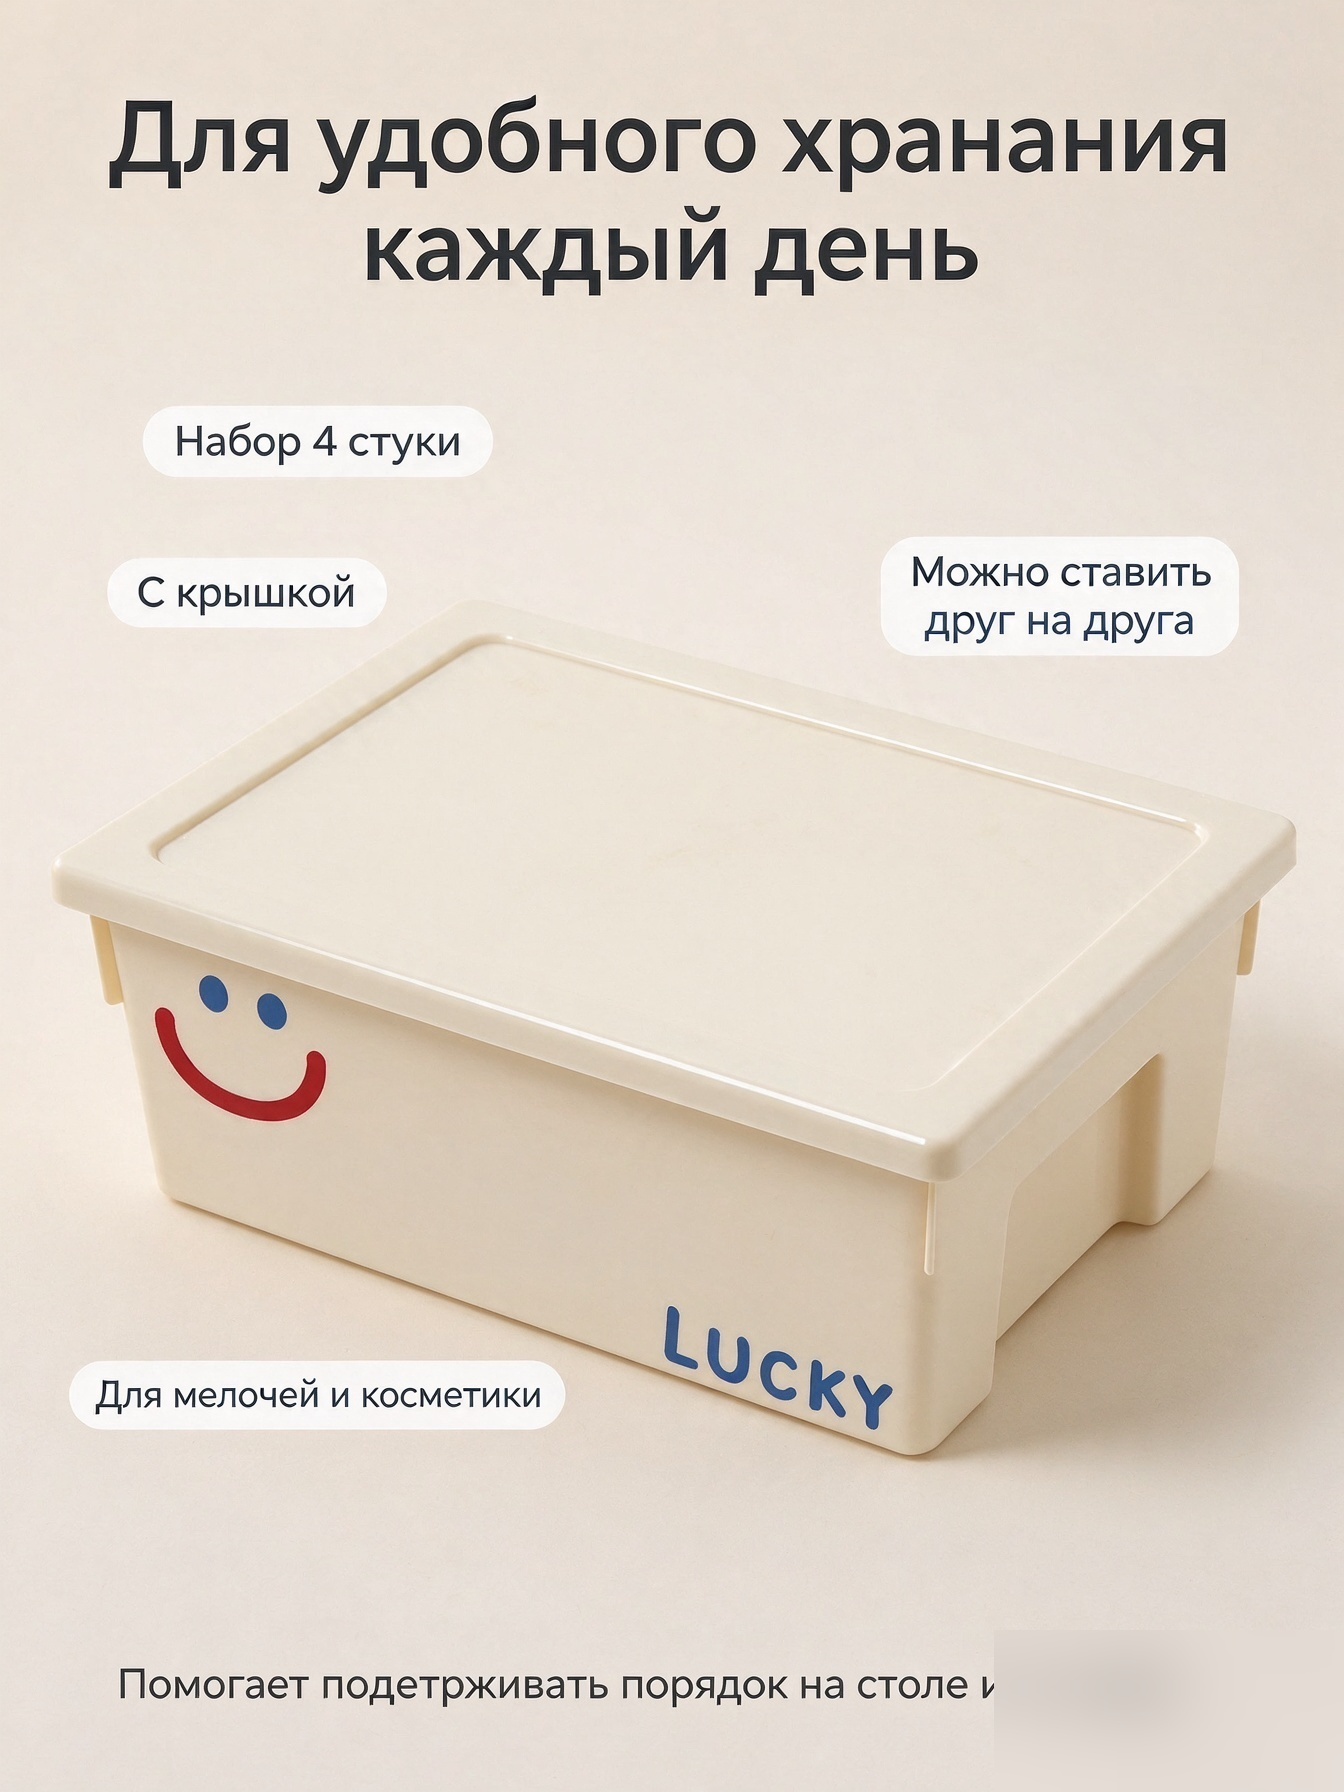 Для удобного хранания
каждый день
Набор 4 стуки
С крышкой
Можно ставить
друг на друга
LUCKY
Для мелочей и косметики
Помогает подетрживать порядок на столе и